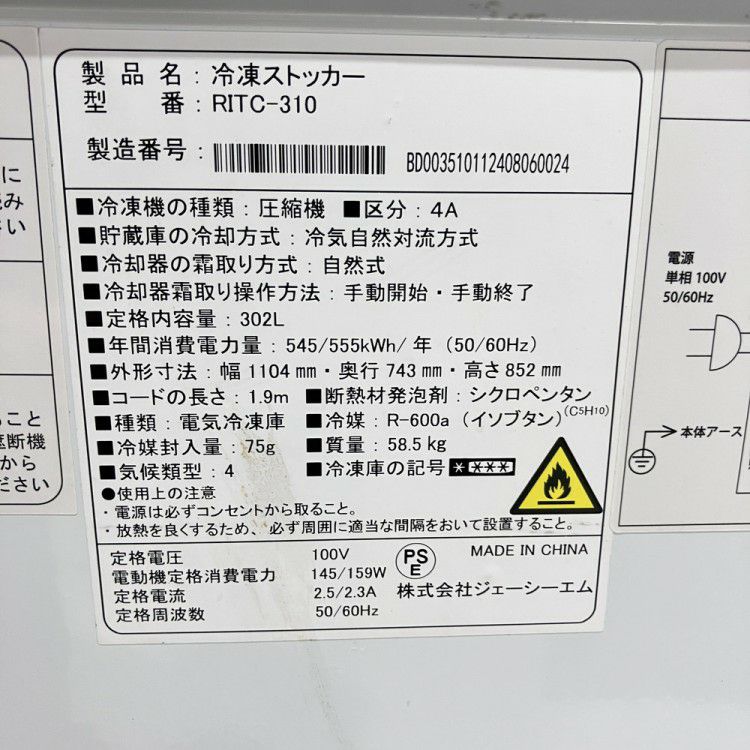 製品名：冷凍ストッカー
型　番：RITC-310
製造番号：
BD003510112408060024
■冷凍機の種類：圧縮機 ■区分：4A
■貯蔵庫の冷却方式：冷気自然対流方式
■冷却器の霜取り方式：自然式
■冷却器霜取り操作方法：手動開始・手動終了
■定格内容量：302L
■年間消費電力量：545/555kWh/年（50/60Hz）
■外形寸法：幅1104㎜・奥行743㎜・高さ852㎜
■コードの長さ：1.9m ■断熱材発泡剤：シクロペンタン
(C5H10)
■種類：電気冷凍庫 ■冷媒：R-600a（イソブタン）
■冷媒封入量：75g ■質量：58.5kg
■気候類型：4 ■冷凍庫の記号
●使用上の注意
・電源は必ずコンセントから取ること。
・放熱を良くするため、必ず周囲に適当な間隔をおいて設置すること。
定格電圧 100V
電動機定格消費電力 145/159W
定格電流 2.5/2.3A
定格周波数 50/60Hz
PSE
MADE IN CHINA
株式会社ジェーシーエム
に
さい
ること
遮断機
から
ださい
電源
単相100V
50/60Hz
本体アース